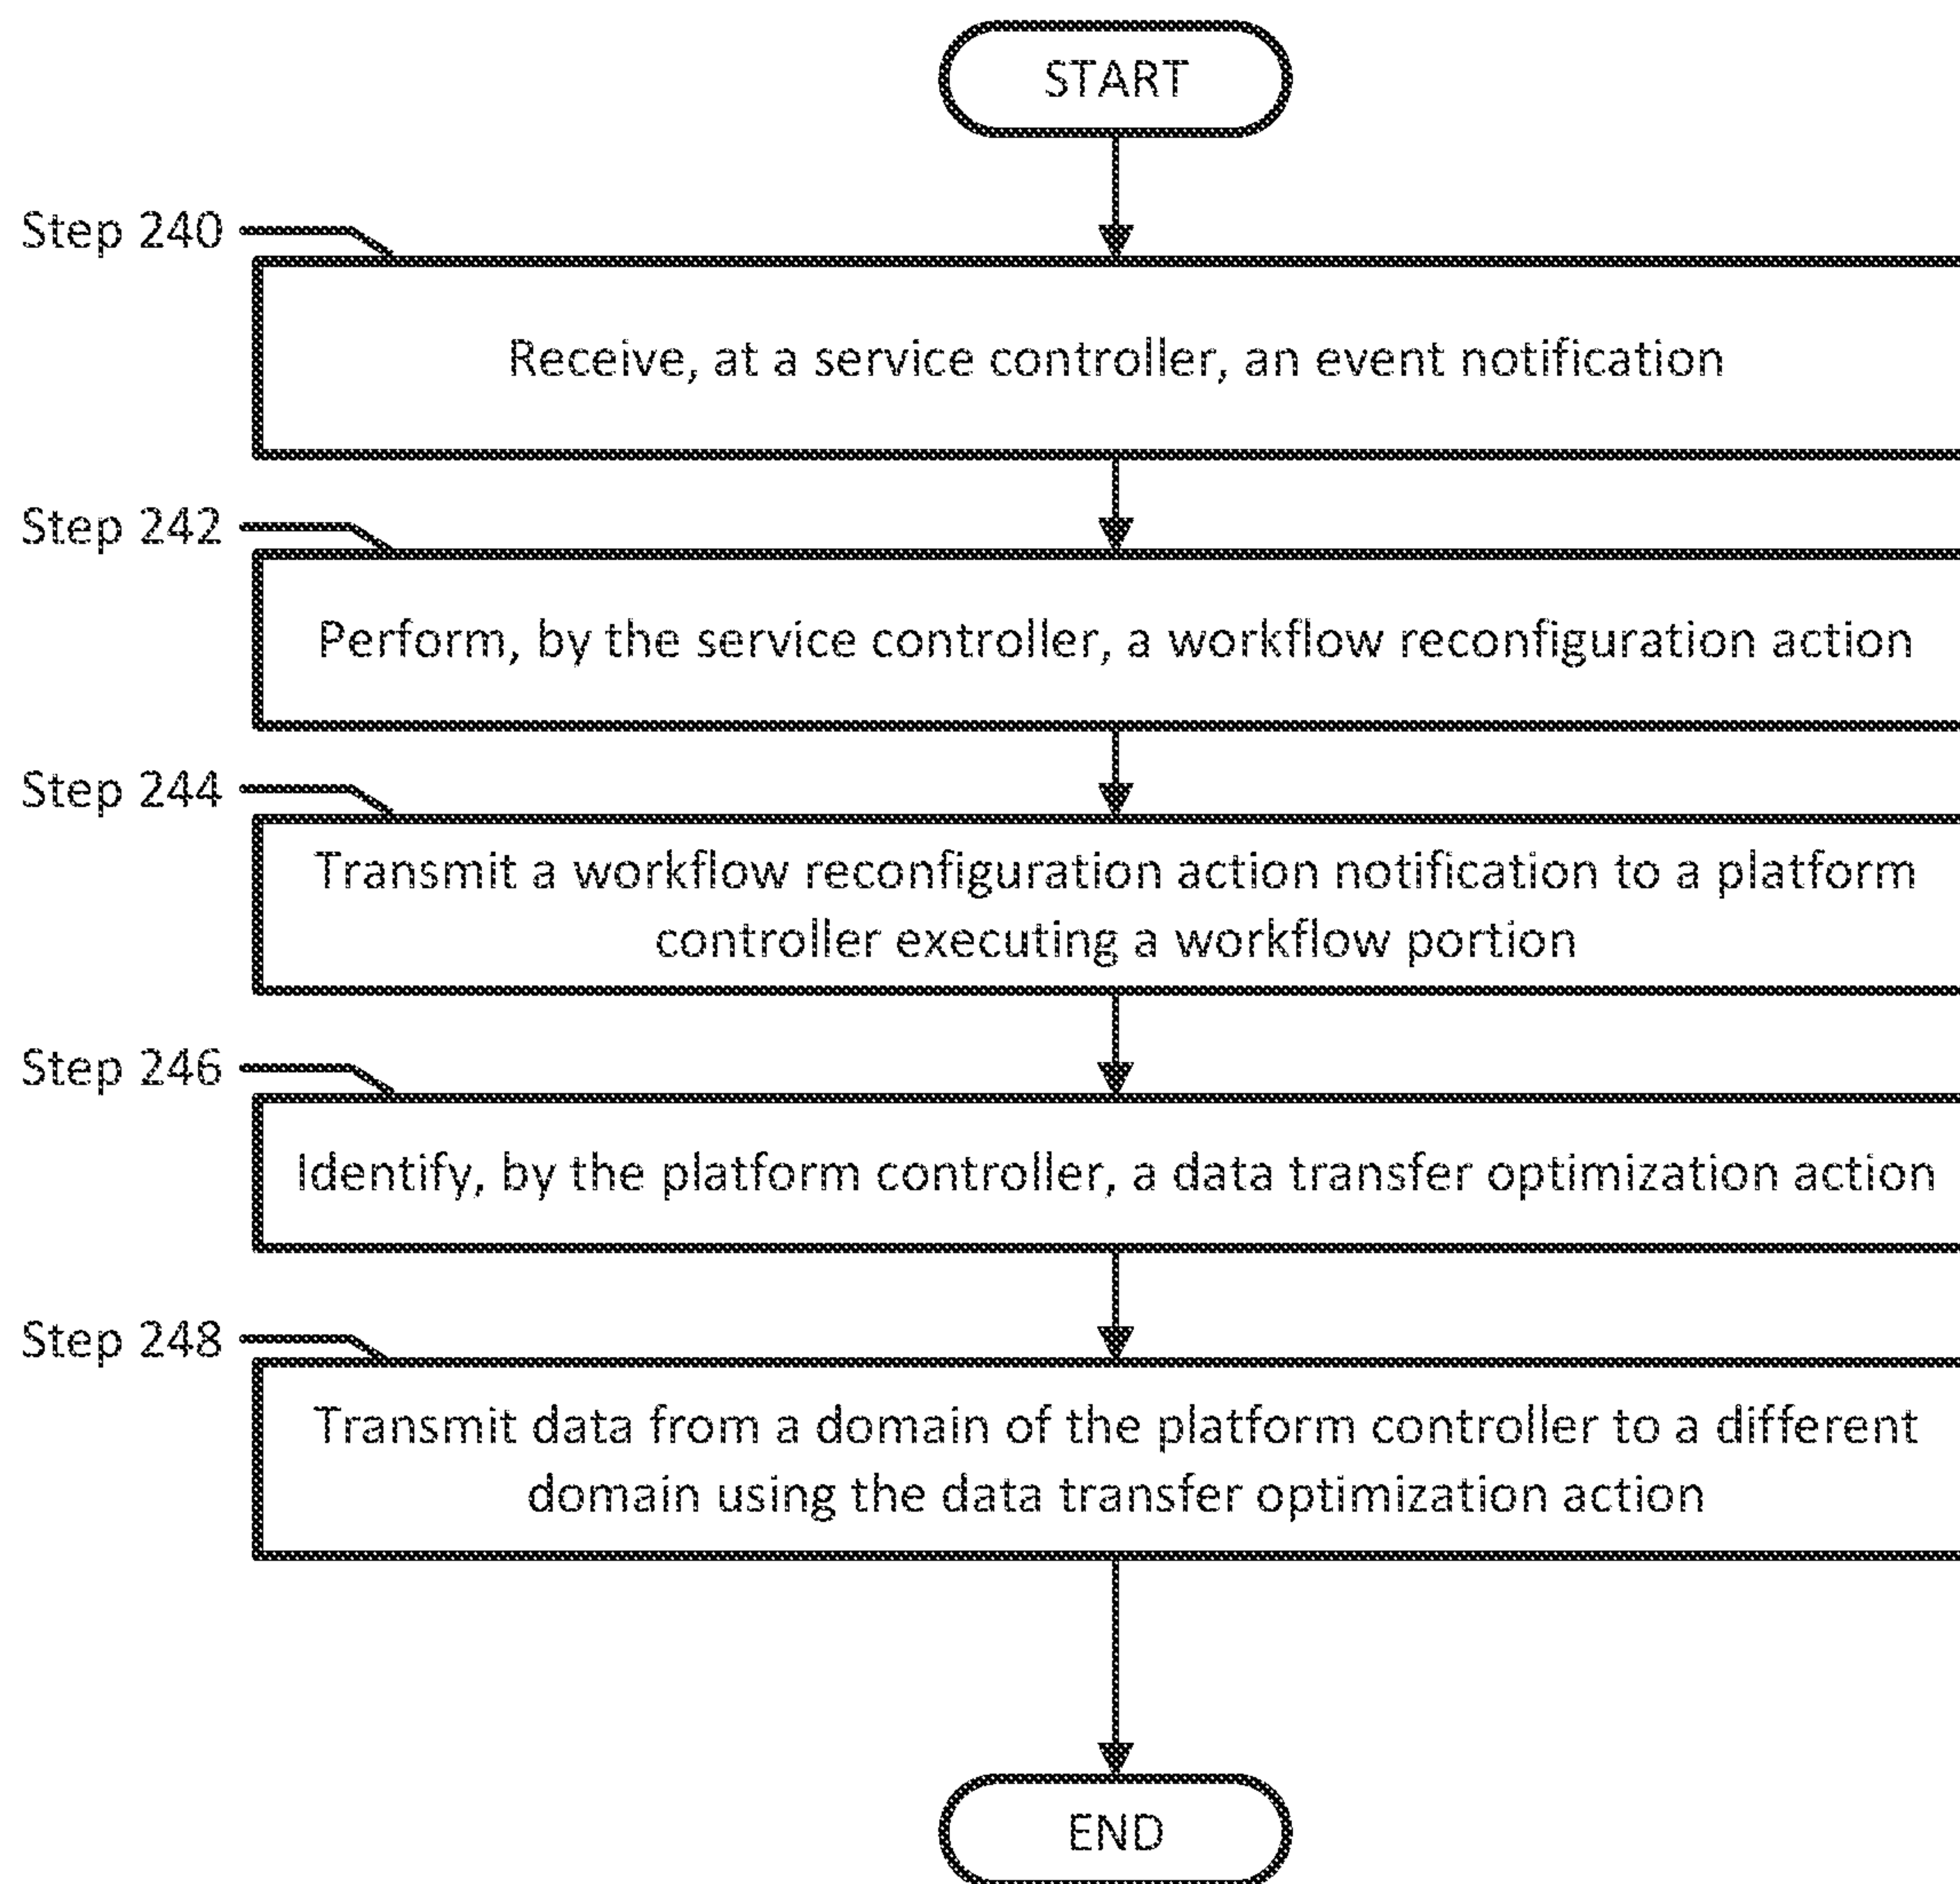 START
Step 240
Receive, at a service controller, an event notification
Step 242
Perform, by the service controller, a workflow reconfiguration action
Step 244
Transmit a workflow reconfiguration action notification to a platform
controller executing a workflow portion
Step 246
Identify, by the platform controller, a data transfer optimization action
Step 248
Transmit data from a domain of the platform controller to a different
domain using the data transfer optimization action
END